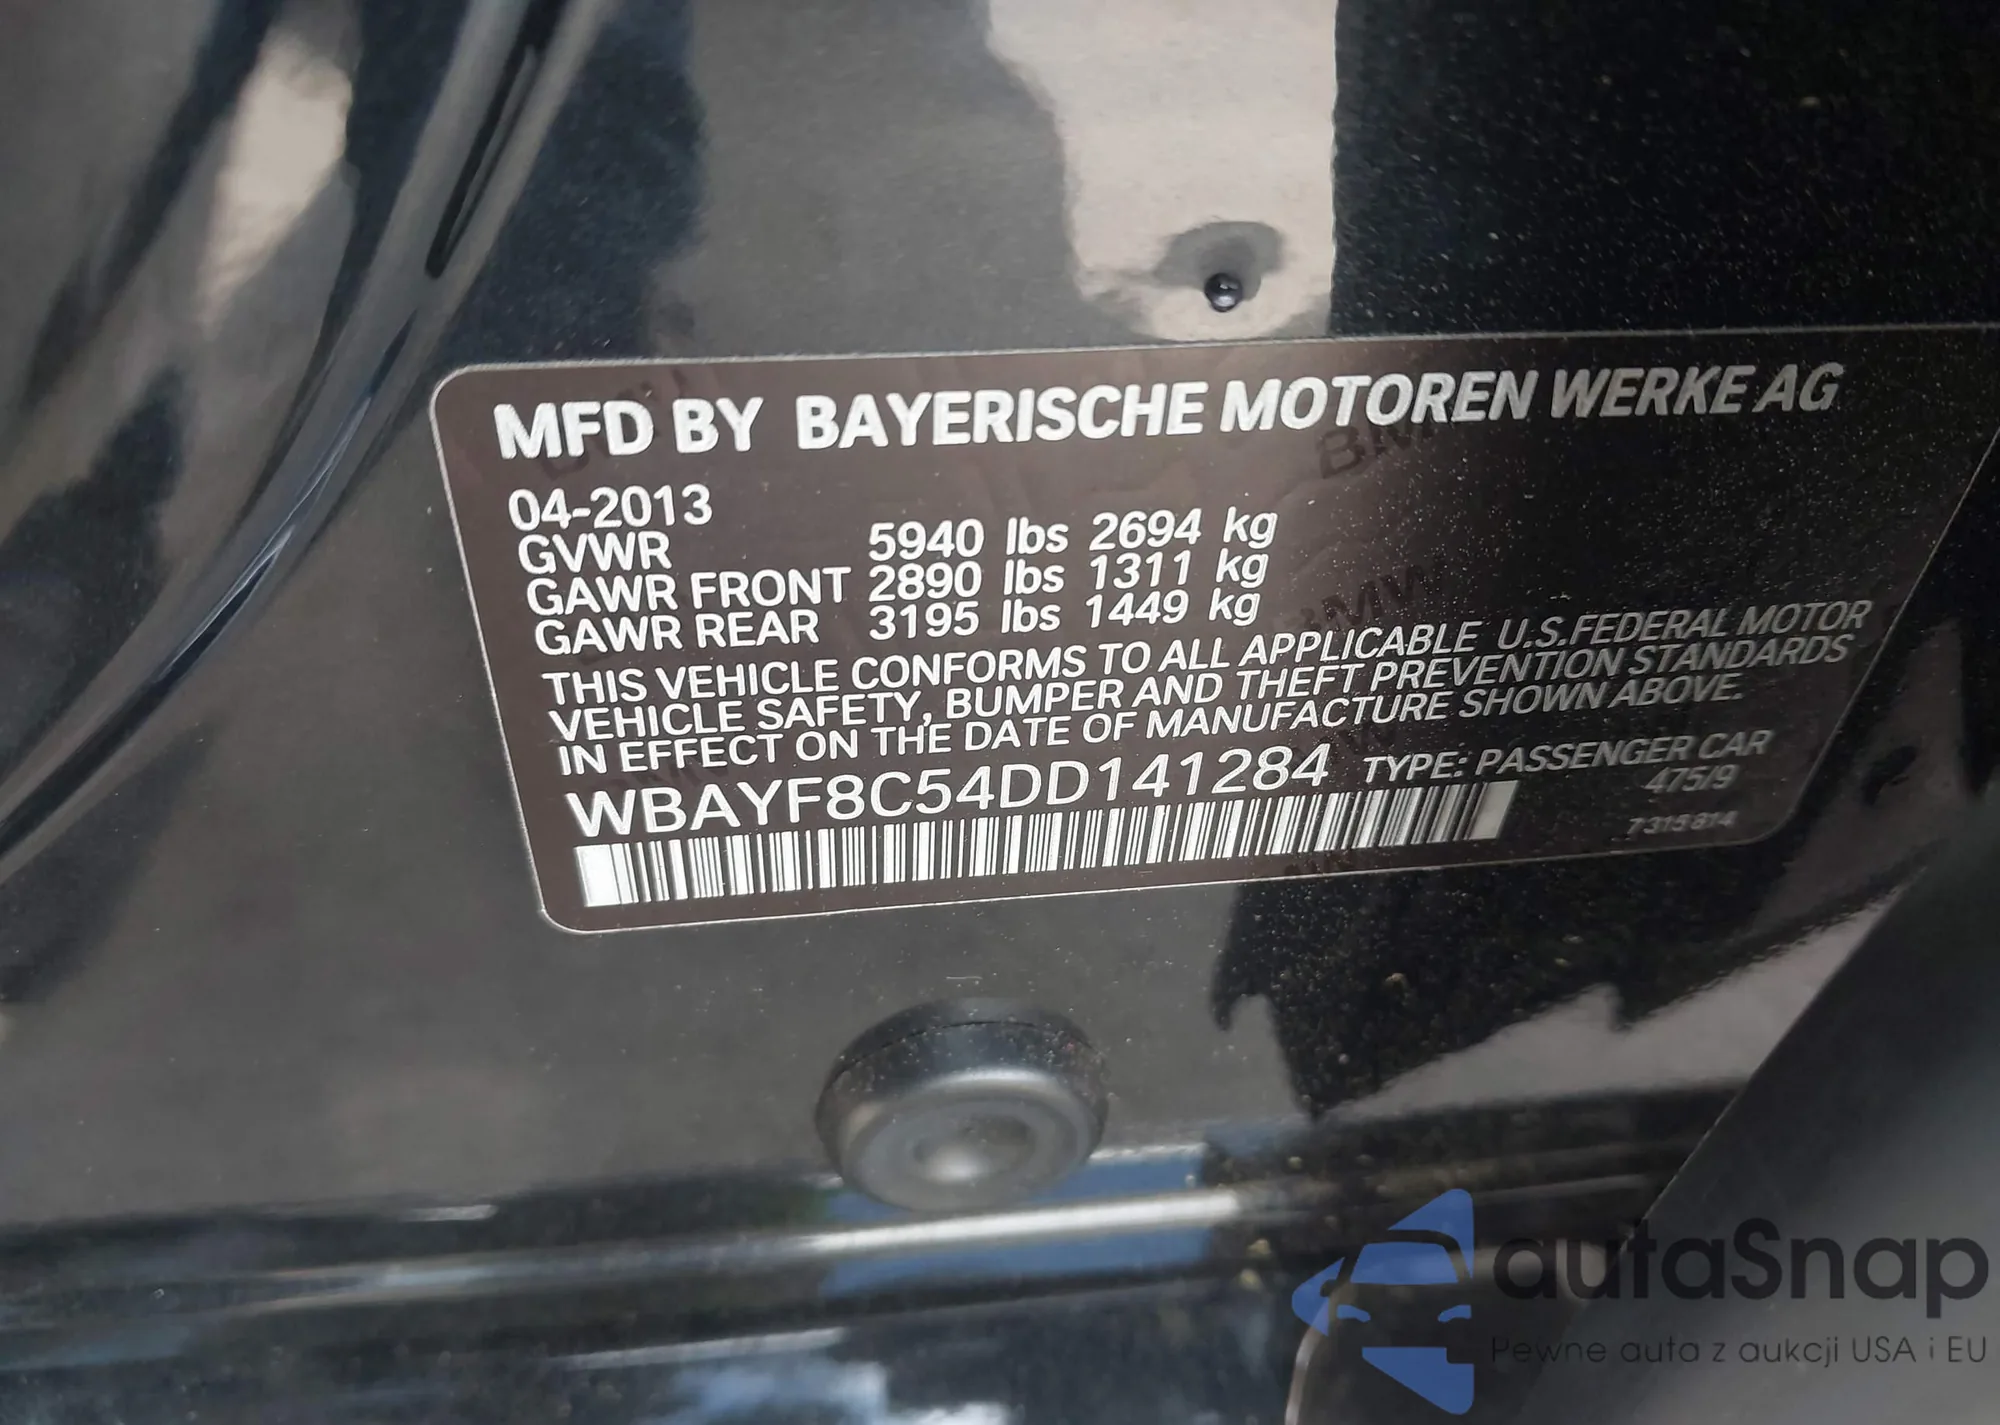 MFD BY BAYERISCHE MOTOREN WERKE AG
04-2013
GVWR 5940 lbs 2694 kg
GAWR FRONT 2890 lbs 1311 kg
GAWR REAR 3195 lbs 1449 kg
THIS VEHICLE CONFORMS TO ALL APPLICABLE U.S.FEDERAL MOTOR
VEHICLE SAFETY, BUMPER AND THEFT PREVENTION STANDARDS
IN EFFECT ON THE DATE OF MANUFACTURE SHOWN ABOVE.
WBAYF8C54DD141284 TYPE: PASSENGER CAR
475/9
7 315 814
autaSnap
Pewne auta z aukcji USA i EU